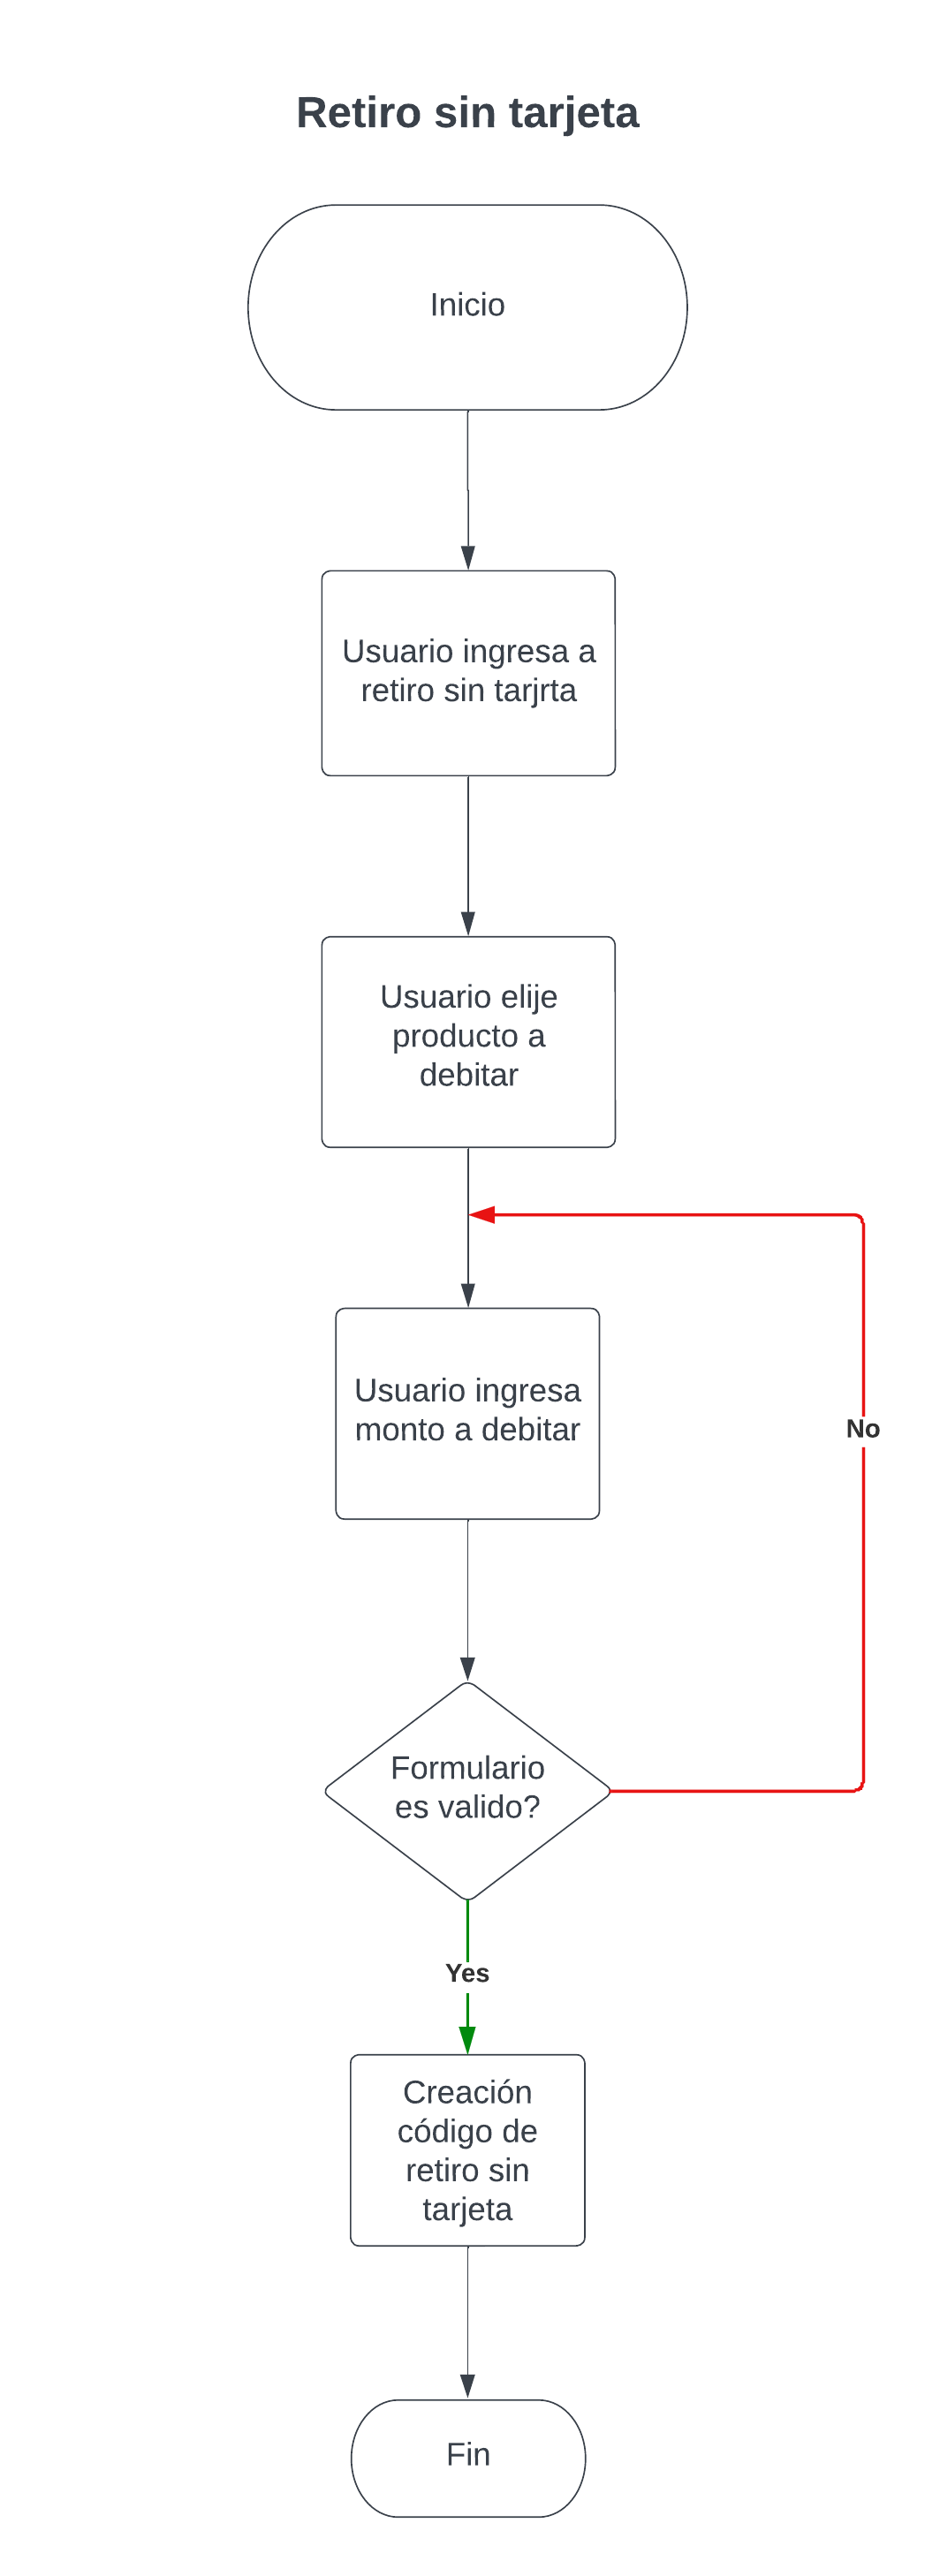 Retiro sin tarjeta
Inicio
Usuario ingresa a
retiro sin tarjrta
Usuario elije
producto a
debitar
Usuario ingresa
monto a debitar
No
Formulario
es valido?
Yes
Creación
código de
retiro sin
tarjeta
Fin